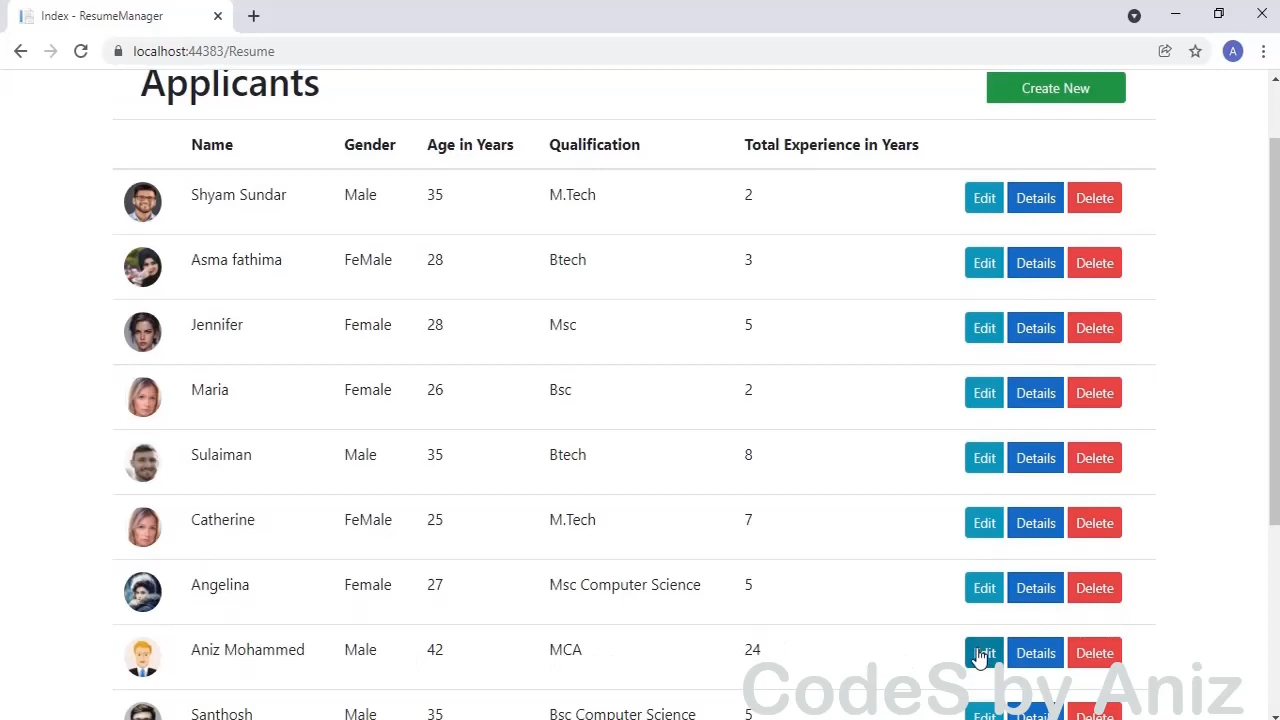 Index - ResumeManager
localhost:44383/Resume
A
Applicants
Create New
Name Gender Age in Years Qualification Total Experience in Years
Shyam Sundar Male 35 M.Tech 2 Edit Details Delete
Asma fathima FeMale 28 Btech 3 Edit Details Delete
Jennifer Female 28 Msc 5 Edit Details Delete
Maria Female 26 Bsc 2 Edit Details Delete
Sulaiman Male 35 Btech 8 Edit Details Delete
Catherine FeMale 25 M.Tech 7 Edit Details Delete
Angelina Female 27 Msc Computer Science 5 Edit Details Delete
Aniz Mohammed Male 42 MCA 24 Edit Details Delete
Santhosh Male 35 Bsc Computer Science 5 Edit Details Delete
CodeS by Aniz